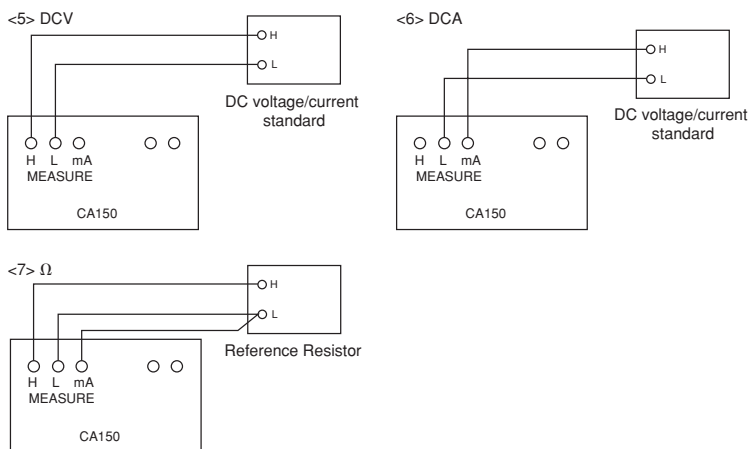 <5> DCV
H
L
DC voltage/current
standard
H L mA
MEASURE
CA150
<6> DCA
H
L
DC voltage/current
standard
H L mA
MEASURE
CA150
<7> Ω
H
L
Reference Resistor
H L mA
MEASURE
CA150